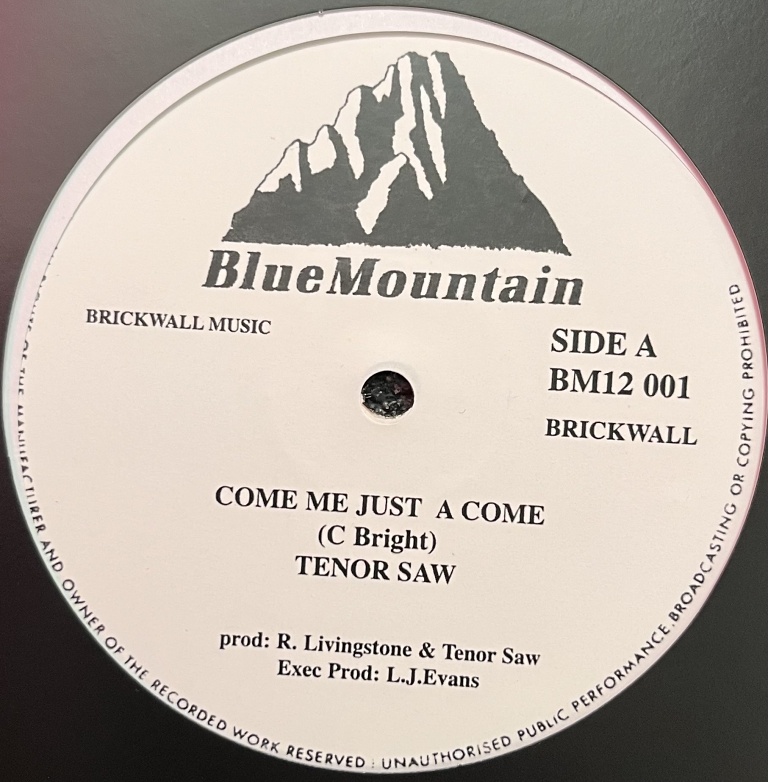 BlueMountain
BRICKWALL MUSIC
SIDE A
BM12 001
BRICKWALL
COME ME JUST A COME
(C Bright)
TENOR SAW
prod: R. Livingstone & Tenor Saw
Exec Prod: L.J.Evans
OF THE MANUFACTURER AND OWNER OF THE RECORDED WORK RESERVED : UNAUTHORISED PUBLIC PERFORMANCE, BROADCASTING OR COPYING PROHIBITED